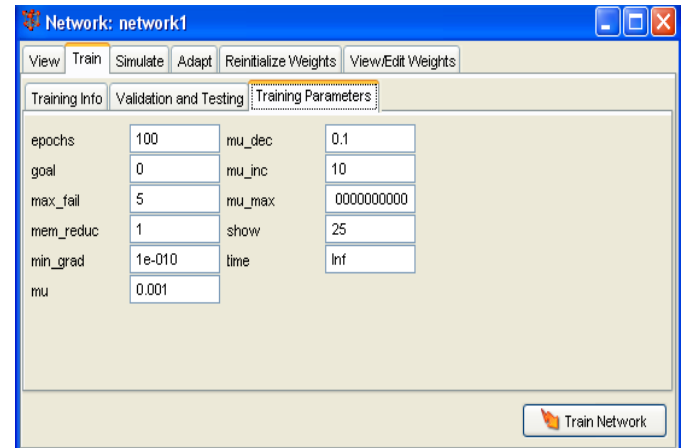 Network: network1
View Train Simulate Adapt Reinitialize Weights View/Edit Weights
Training Info Validation and Testing Training Parameters
epochs 100 mu_dec 0.1
goal 0 mu_inc 10
max_fail 5 mu_max 0000000000
mem_reduc 1 show 25
min_grad 1e-010 time Inf
mu 0.001
Train Network